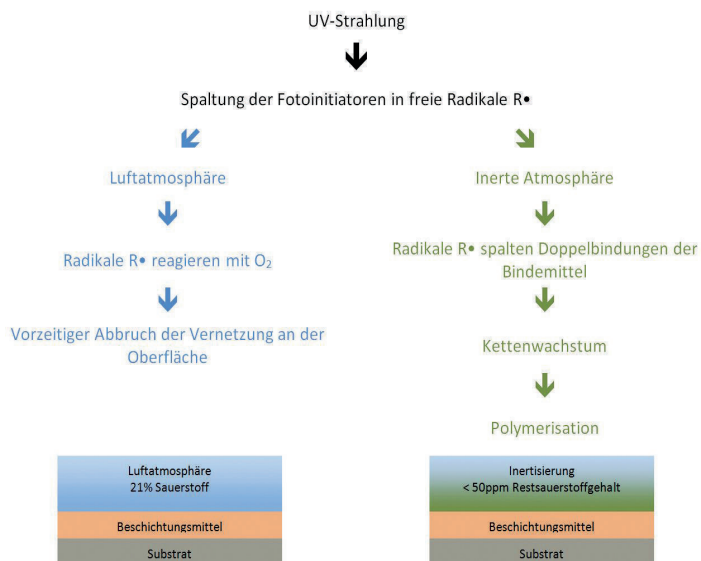 UV-Strahlung
Spaltung der Fotoinitiatoren in freie Radikale R•
Luftatmosphäre
Radikale R• reagieren mit O₂
Vorzeitiger Abbruch der Vernetzung an der
Oberfläche
Inerte Atmosphäre
Radikale R• spalten Doppelbindungen der
Bindemittel
Kettenwachstum
Polymerisation
Luftatmosphäre
21% Sauerstoff
Beschichtungsmittel
Substrat
Inertisierung
< 50ppm Restsauerstoffgehalt
Beschichtungsmittel
Substrat